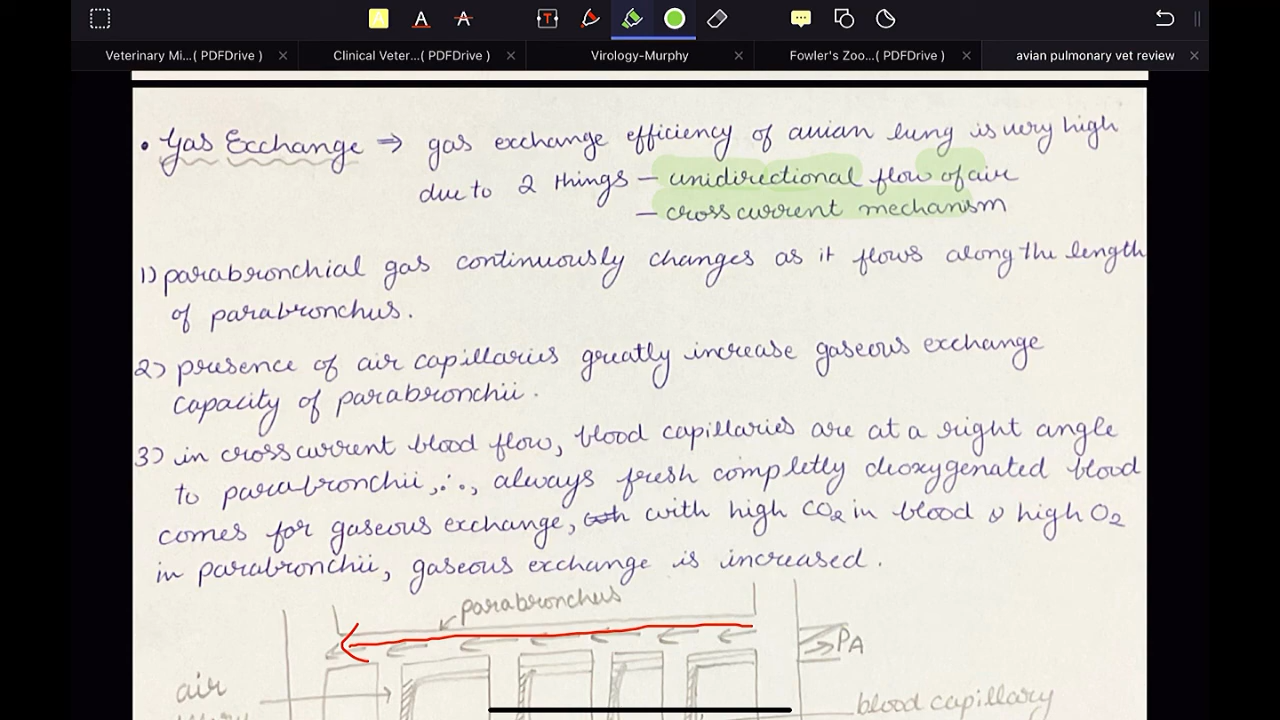 A A A T
Veterinary Mi...( PDFDrive ) × Clinical Veter...( PDFDrive ) × Virology-Murphy × Fowler's Zoo...( PDFDrive ) × avian pulmonary vet review ×
• Gas Exchange ⇒ gas exchange efficiency of avian lung is very high
due to 2 things — unidirectional flow of air
— cross current mechanism
1) parabronchial gas continuously changes as it flows along the length
of parabronchus.
2) presence of air capillaries greatly increase gaseous exchange
capacity of parabronchii.
3) in cross current blood flow, blood capillaries are at a right angle
to parabronchii, ∴, always fresh completly deoxygenated blood
comes for gaseous exchange, with high CO2 in blood & high O2
in parabronchii, gaseous exchange is increased.
parabronchus
PA
air
blood capillary